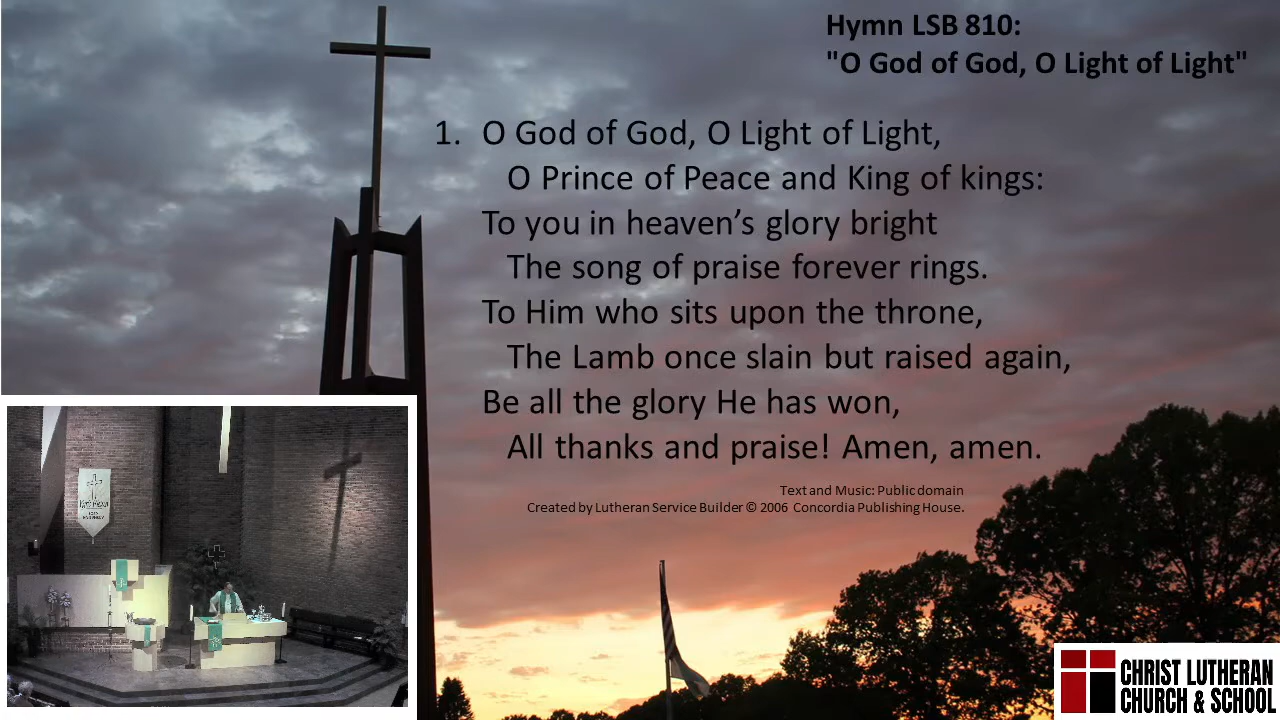 Hymn LSB 810:
"O God of God, O Light of Light"
1. O God of God, O Light of Light,
O Prince of Peace and King of kings:
To you in heaven’s glory bright
The song of praise forever rings.
To Him who sits upon the throne,
The Lamb once slain but raised again,
Be all the glory He has won,
All thanks and praise! Amen, amen.
Text and Music: Public domain
Created by Lutheran Service Builder © 2006 Concordia Publishing House.
CHRIST LUTHERAN
CHURCH & SCHOOL